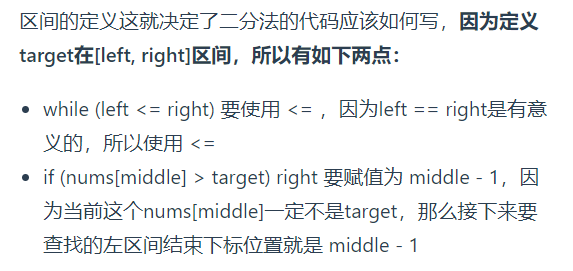 区间的定义这就决定了二分法的代码应该如何写，因为定义
target在[left, right]区间，所以有如下两点：
while (left <= right) 要使用 <= ，因为left == right是有意
义的，所以使用 <=
if (nums[middle] > target) right 要赋值为 middle - 1，因
为当前这个nums[middle]一定不是target，那么接下来要
查找的左区间结束下标位置就是 middle - 1